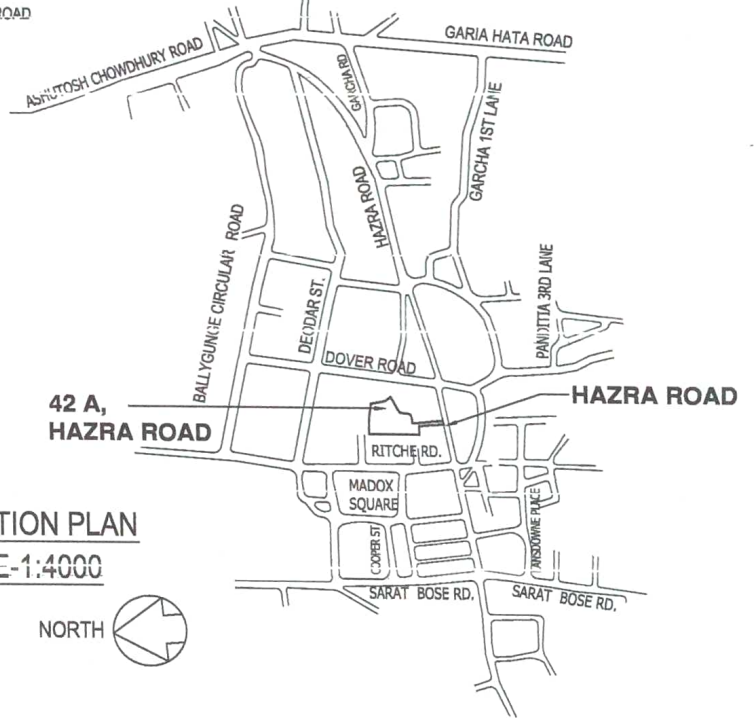 ROAD
GARIA HATA ROAD
ASHUTOSH CHOWDHURY ROAD
GARCHA RD.
GARCHA 1ST LANE
HAZRA ROAD
BALLYGUNGE CIRCULAR ROAD
DEODAR ST.
PANDITIA 3RD LANE
DOVER ROAD
42 A,
HAZRA ROAD
HAZRA ROAD
RITCHE RD.
MADOX
SQUARE
COOPER ST
ANSDOWNE PLACE
TION PLAN
E-1:4000
SARAT BOSE RD.
SARAT BOSE RD.
NORTH